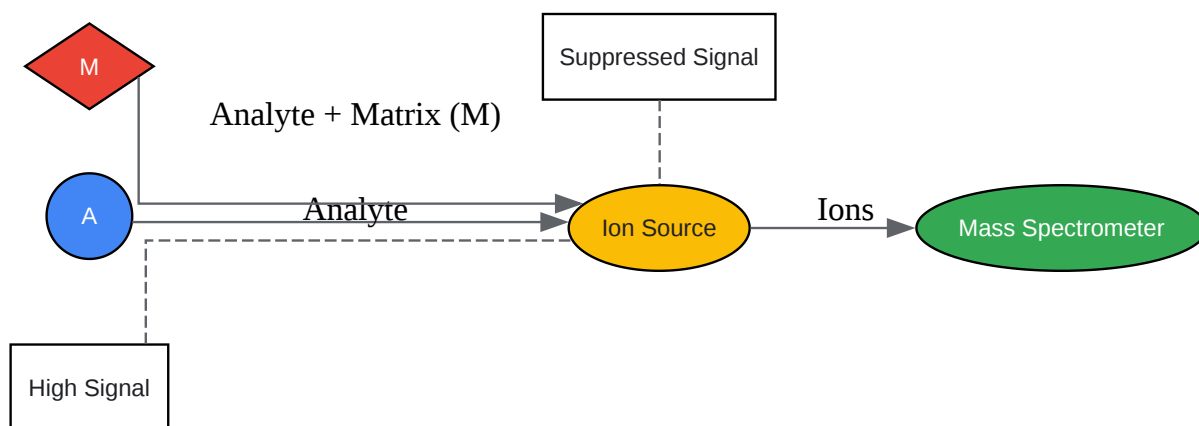 M
Suppressed Signal
Analyte + Matrix (M)
A
Analyte
Ion Source
Ions
Mass Spectrometer
High Signal